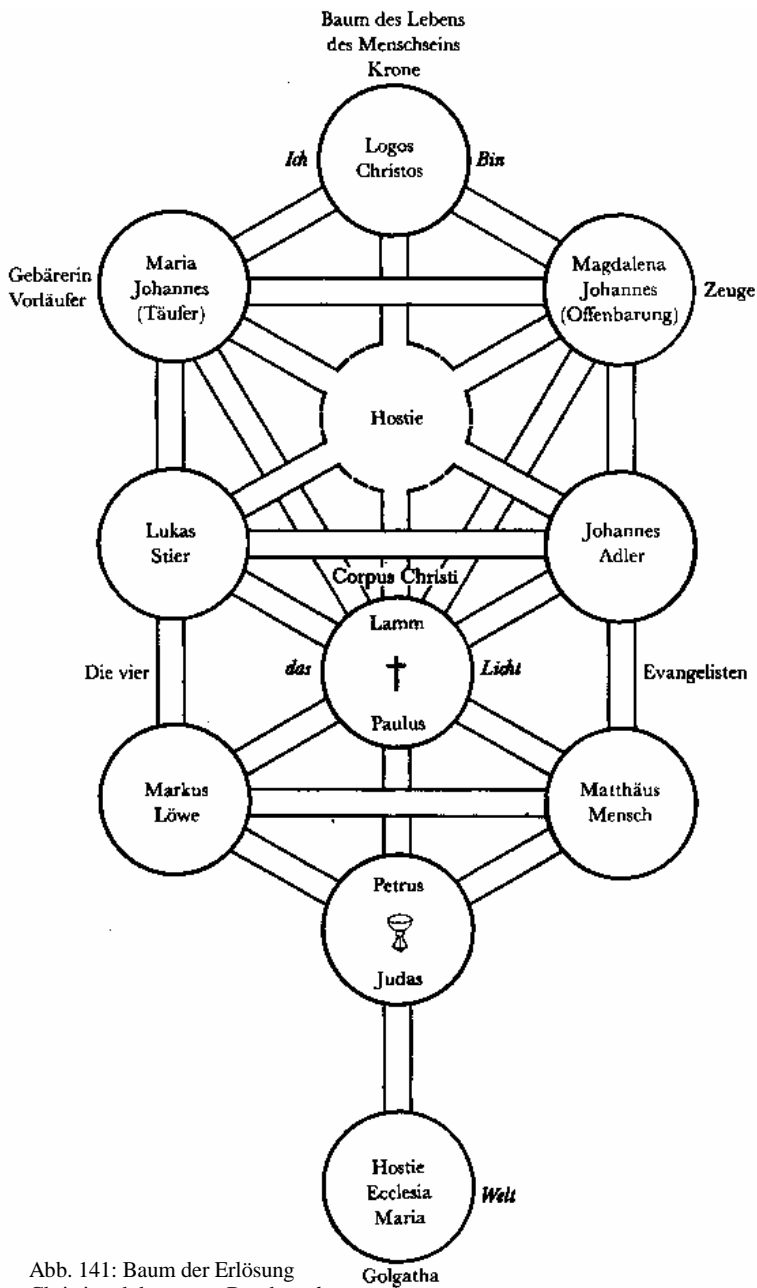 Baum des Lebens
des Menschseins
Krone
Ich
Logos
Christos
Bin
Gebärerin
Vorläufer
Maria
Johannes
(Täufer)
Magdalena
Johannes
(Offenbarung)
Zeuge
Hostie
Lukas
Stier
Johannes
Adler
Corpus Christi
Die vier
das
Lamm
Paulus
Licht
Evangelisten
Markus
Löwe
Matthäus
Mensch
Petrus
Judas
Hostie
Ecclesia
Maria
Welt
Golgatha
Abb. 141: Baum der Erlösung